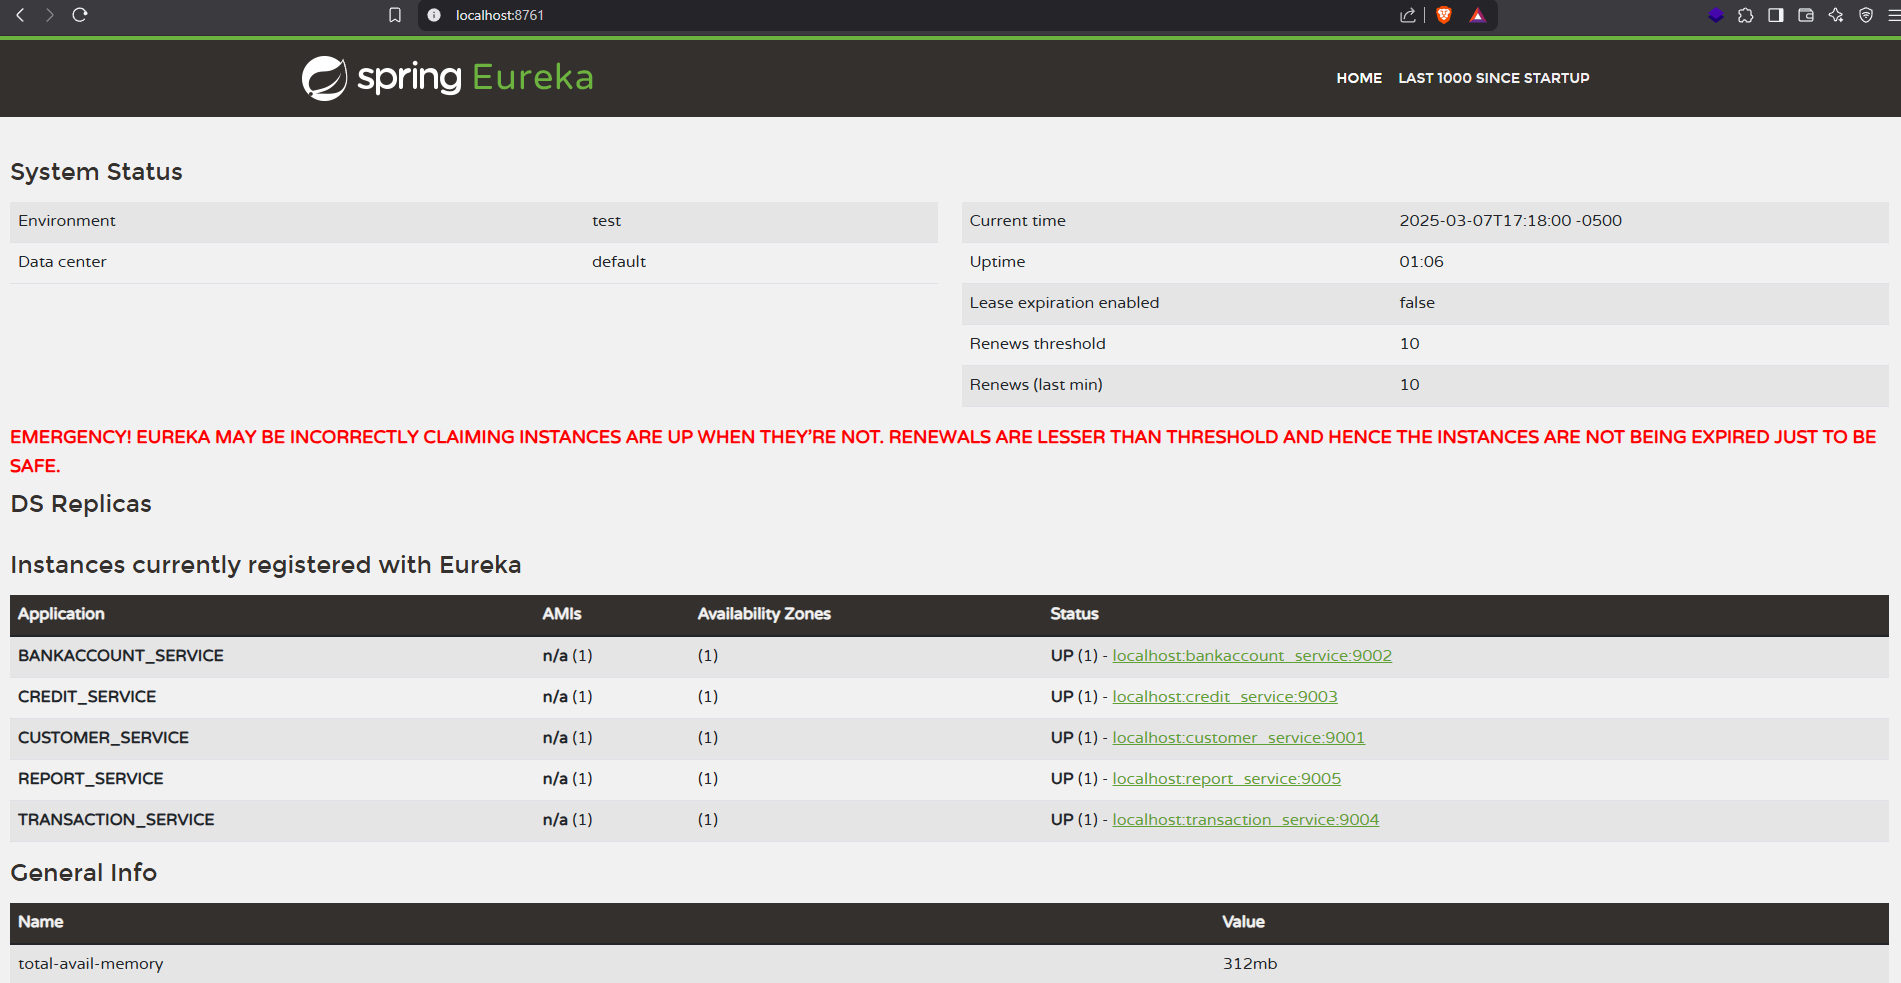 localhost:8761
spring Eureka
HOME LAST 1000 SINCE STARTUP
System Status
Environment test
Data center default
Current time 2025-03-07T17:18:00 -0500
Uptime 01:06
Lease expiration enabled false
Renews threshold 10
Renews (last min) 10
EMERGENCY! EUREKA MAY BE INCORRECTLY CLAIMING INSTANCES ARE UP WHEN THEY'RE NOT. RENEWALS ARE LESSER THAN THRESHOLD AND HENCE THE INSTANCES ARE NOT BEING EXPIRED JUST TO BE
SAFE.
DS Replicas
Instances currently registered with Eureka
Application AMIs Availability Zones Status
BANKACCOUNT_SERVICE n/a (1) (1) UP (1) - localhost:bankaccount_service:9002
CREDIT_SERVICE n/a (1) (1) UP (1) - localhost:credit_service:9003
CUSTOMER_SERVICE n/a (1) (1) UP (1) - localhost:customer_service:9001
REPORT_SERVICE n/a (1) (1) UP (1) - localhost:report_service:9005
TRANSACTION_SERVICE n/a (1) (1) UP (1) - localhost:transaction_service:9004
General Info
Name Value
total-avail-memory 312mb